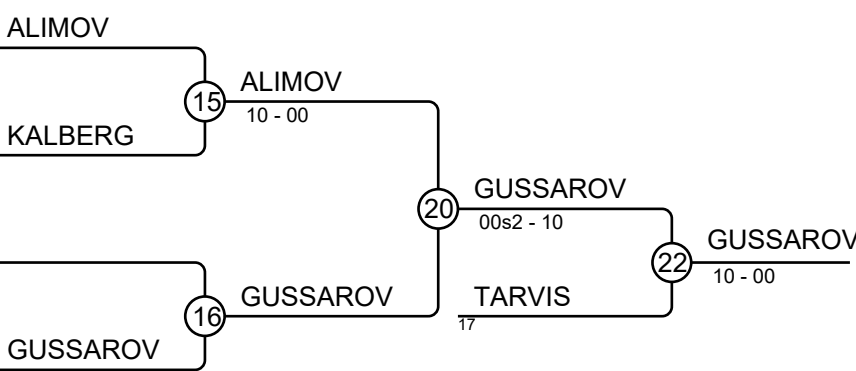 ALIMOV
15
ALIMOV
10 - 00
KALBERG
20
GUSSAROV
00s2 - 10
22
GUSSAROV
10 - 00
16
GUSSAROV
TARVIS
17
GUSSAROV